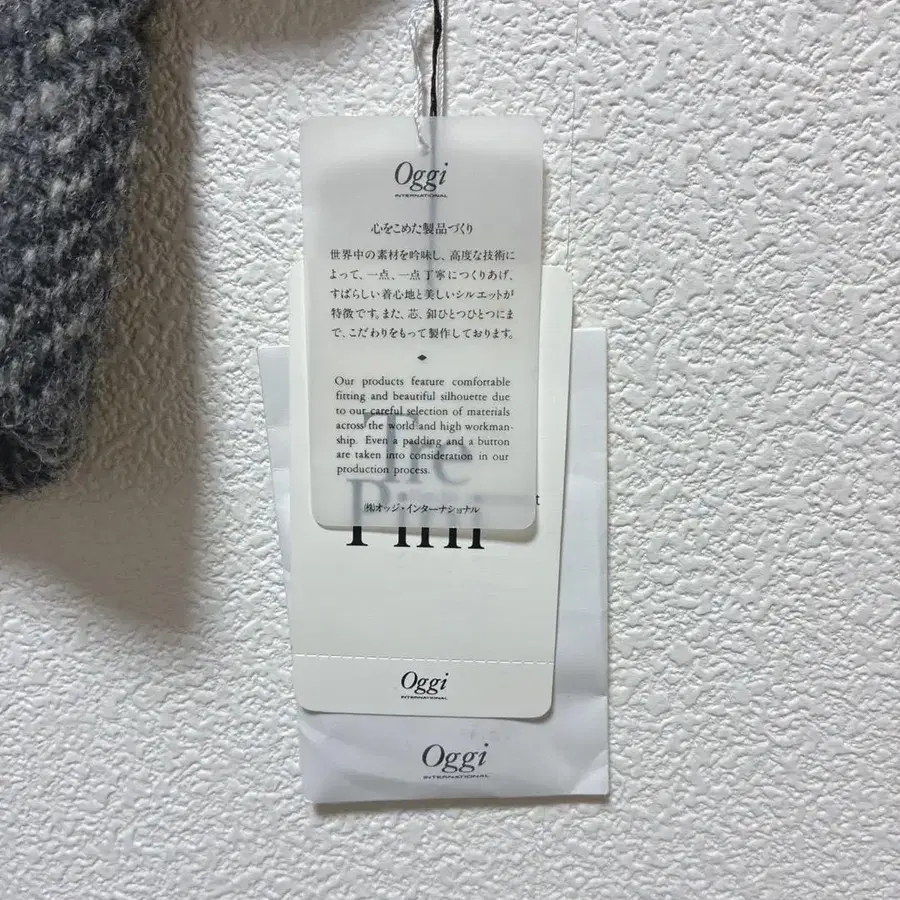 Oggi
INTERNATIONAL
心をこめた製品づくり
世界中の素材を吟味し、高度な技術に
よって、一点、一点丁寧につくりあげ、
すばらしい着心地と美しいシルエットが
特徴です。また、芯、釦ひとつひとつにま
で、こだわりをもって製作しております。
Our products feature comfortable
fitting and beautiful silhouette due
to our careful selection of materials
across the world and high workman-
ship. Even a padding and a button
are taken into consideration in our
production process.
㈱オッジ・インターナショナル
Tre
Oggi
INTERNATIONAL
Oggi
INTERNATIONAL